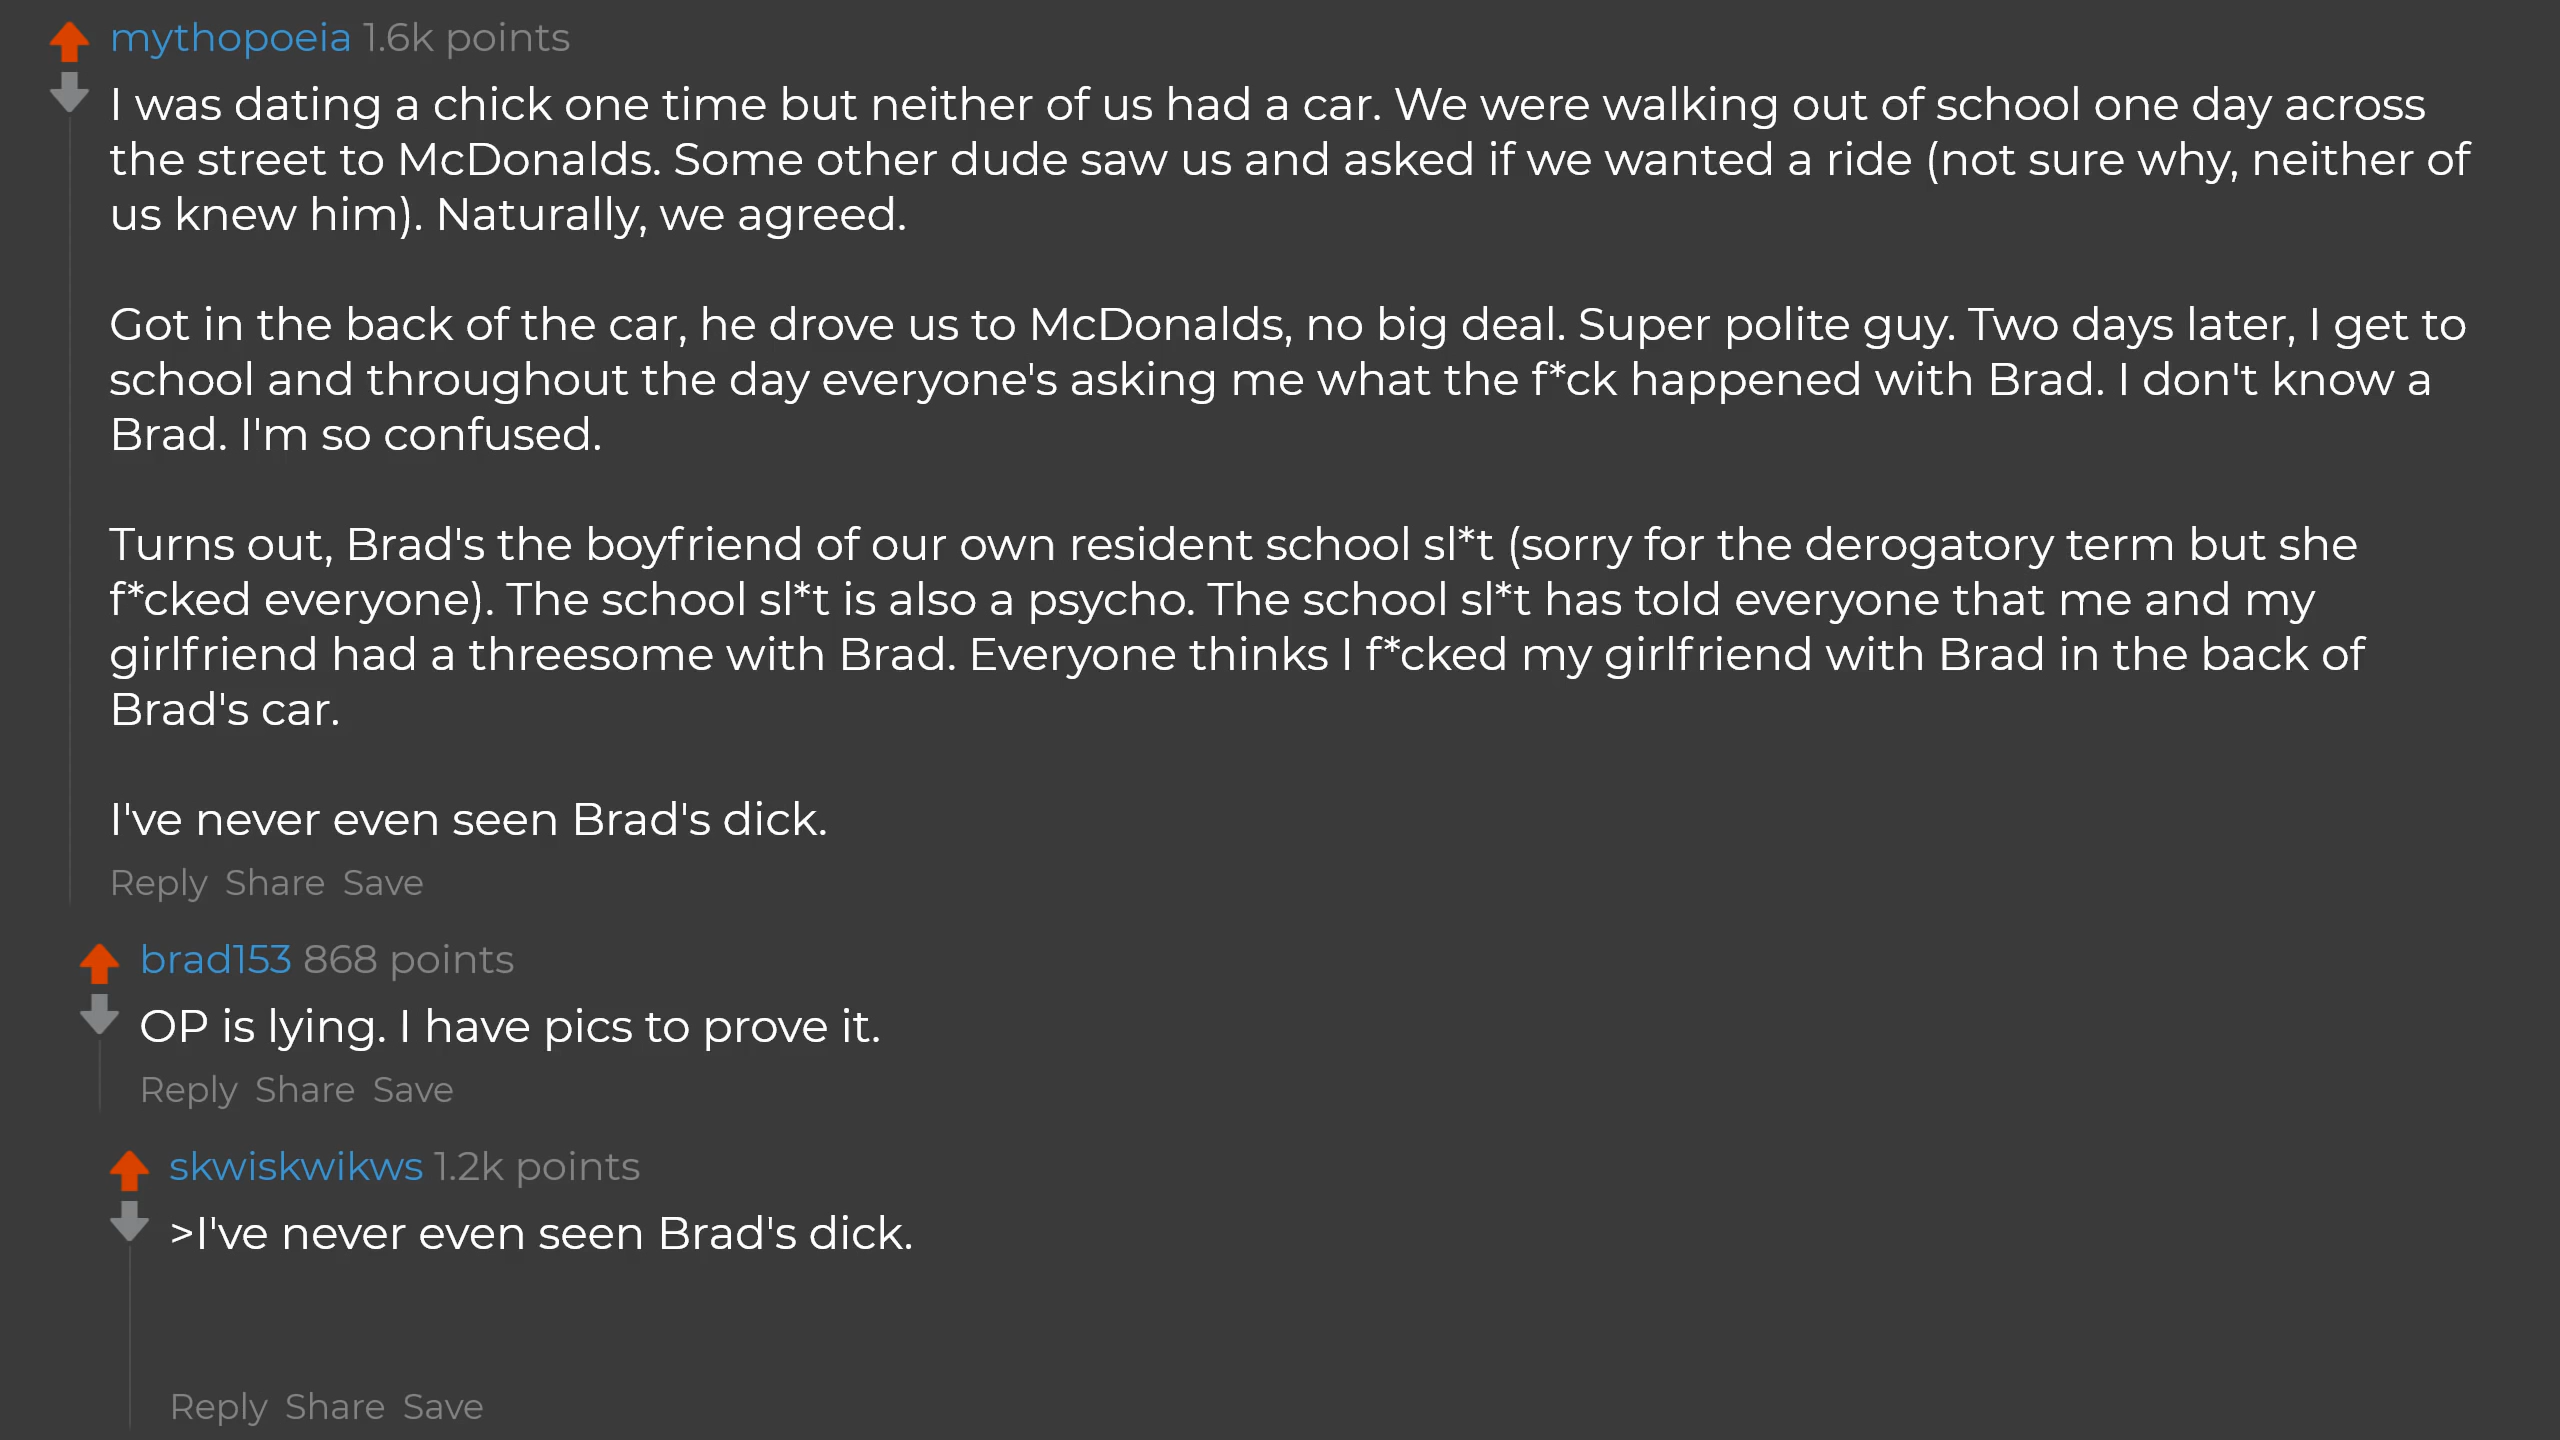 mythopoeia 1.6k points
I was dating a chick one time but neither of us had a car. We were walking out of school one day across
the street to McDonalds. Some other dude saw us and asked if we wanted a ride (not sure why, neither of
us knew him). Naturally, we agreed.
Got in the back of the car, he drove us to McDonalds, no big deal. Super polite guy. Two days later, I get to
school and throughout the day everyone's asking me what the f*ck happened with Brad. I don't know a
Brad. I'm so confused.
Turns out, Brad's the boyfriend of our own resident school sl*t (sorry for the derogatory term but she
f*cked everyone). The school sl*t is also a psycho. The school sl*t has told everyone that me and my
girlfriend had a threesome with Brad. Everyone thinks I f*cked my girlfriend with Brad in the back of
Brad's car.
I've never even seen Brad's dick.
Reply Share Save
brad153 868 points
OP is lying. I have pics to prove it.
Reply Share Save
skwiskwikws 1.2k points
>I've never even seen Brad's dick.
Reply Share Save